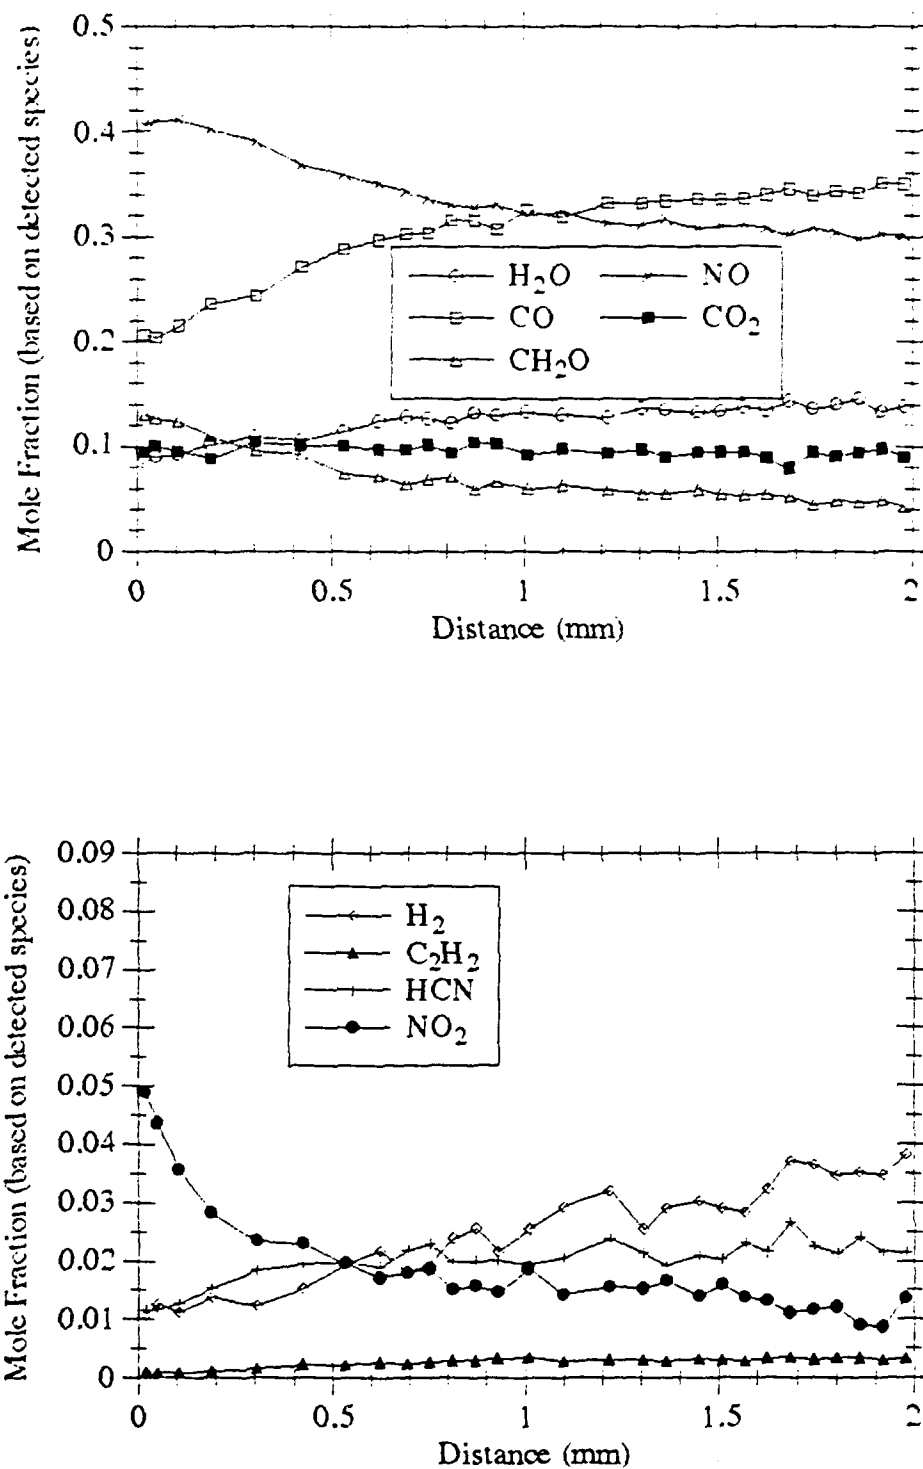 Mole Fraction (based on detected species)
0.5
0.4
0.3
0.2
0.1
0
H₂O NO
CO CO₂
CH₂O
0 0.5 1 1.5 2
Distance (mm)
Mole Fraction (based on detected species)
0.09
0.08
0.07
0.06
0.05
0.04
0.03
0.02
0.01
0
H₂
C₂H₂
HCN
NO₂
0 0.5 1 1.5 2
Distance (mm)